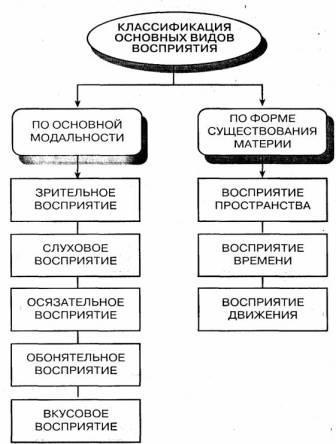 КЛАССИФИКАЦИЯ
ОСНОВНЫХ ВИДОВ
ВОСПРИЯТИЯ
ПО ОСНОВНОЙ
МОДАЛЬНОСТИ
ЗРИТЕЛЬНОЕ
ВОСПРИЯТИЕ
СЛУХОВОЕ
ВОСПРИЯТИЕ
ОСЯЗАТЕЛЬНОЕ
ВОСПРИЯТИЕ
ОБОНЯТЕЛЬНОЕ
ВОСПРИЯТИЕ
ВКУСОВОЕ
ВОСПРИЯТИЕ
ПО ФОРМЕ
СУЩЕСТВОВАНИЯ
МАТЕРИИ
ВОСПРИЯТИЕ
ПРОСТРАНСТВА
ВОСПРИЯТИЕ
ВРЕМЕНИ
ВОСПРИЯТИЕ
ДВИЖЕНИЯ